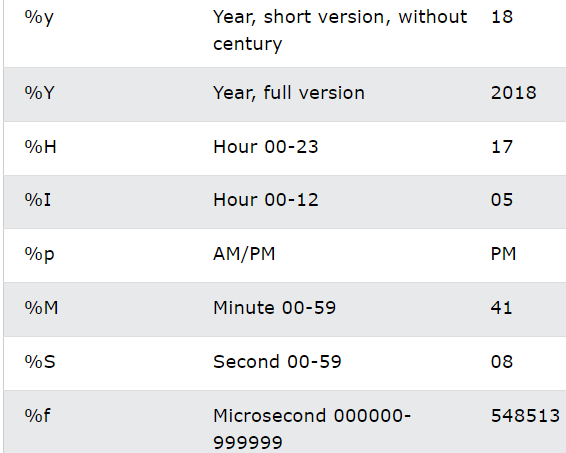 %y Year, short version, without 18
century
%Y Year, full version 2018
%H Hour 00-23 17
%I Hour 00-12 05
%p AM/PM PM
%M Minute 00-59 41
%S Second 00-59 08
%f Microsecond 000000- 548513
999999